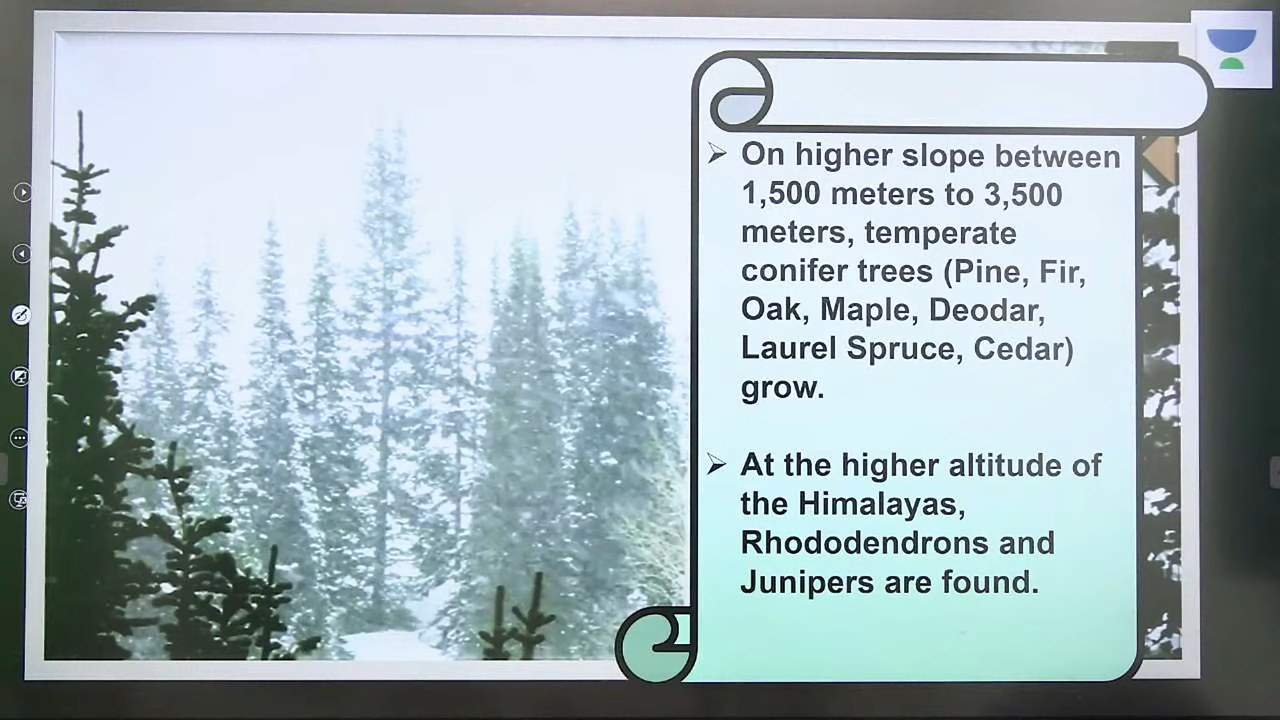 ➢ On higher slope between
1,500 meters to 3,500
meters, temperate
conifer trees (Pine, Fir,
Oak, Maple, Deodar,
Laurel Spruce, Cedar)
grow.
➢ At the higher altitude of
the Himalayas,
Rhododendrons and
Junipers are found.